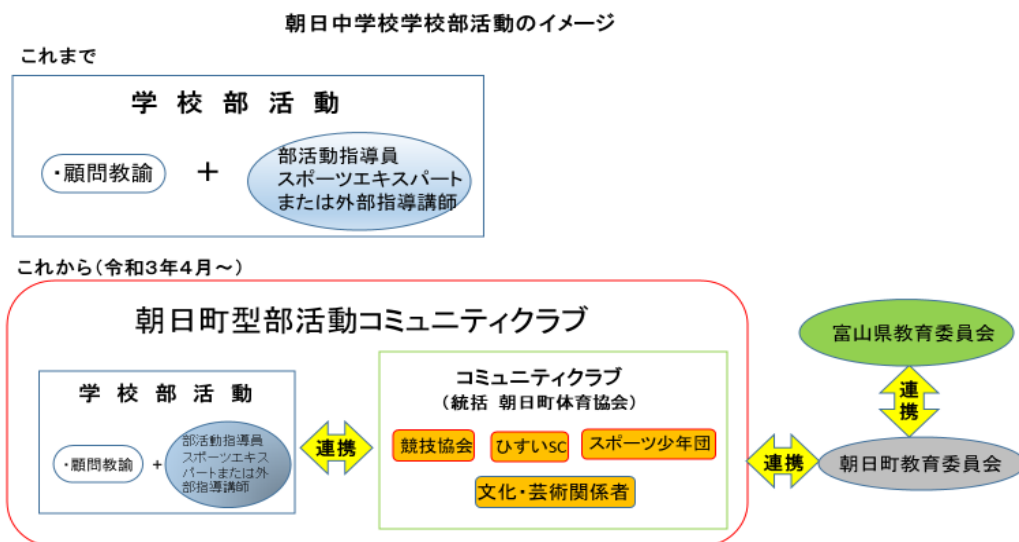 朝日中学校学校部活動のイメージ
これまで
学校部活動
・顧問教諭
+
部活動指導員
スポーツエキスパート
または外部指導講師
これから(令和3年4月~)
朝日町型部活動コミュニティクラブ
学校部活動
・顧問教諭
+
部活動指導員
スポーツエキス
パートまたは外
部指導講師
連携
コミュニティクラブ
(統括 朝日町体育協会)
競技協会
ひすいSC
スポーツ少年団
文化・芸術関係者
連携
富山県教育委員会
連携
朝日町教育委員会